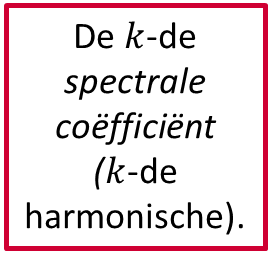 De 𝑘-de
spectrale
coëfficiënt
(𝑘-de
harmonische).